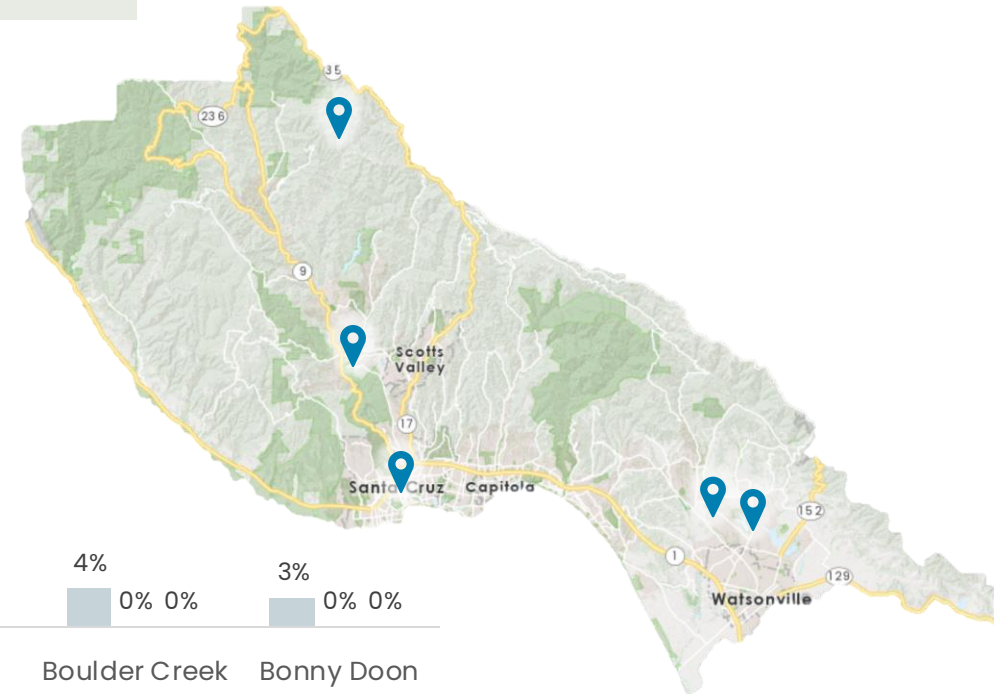 35
236
9
Scotts
Valley
17
Santa Cruz
Capitola
152
1
129
Watsonville
4%
0% 0%
3%
0% 0%
Boulder Creek
Bonny Doon